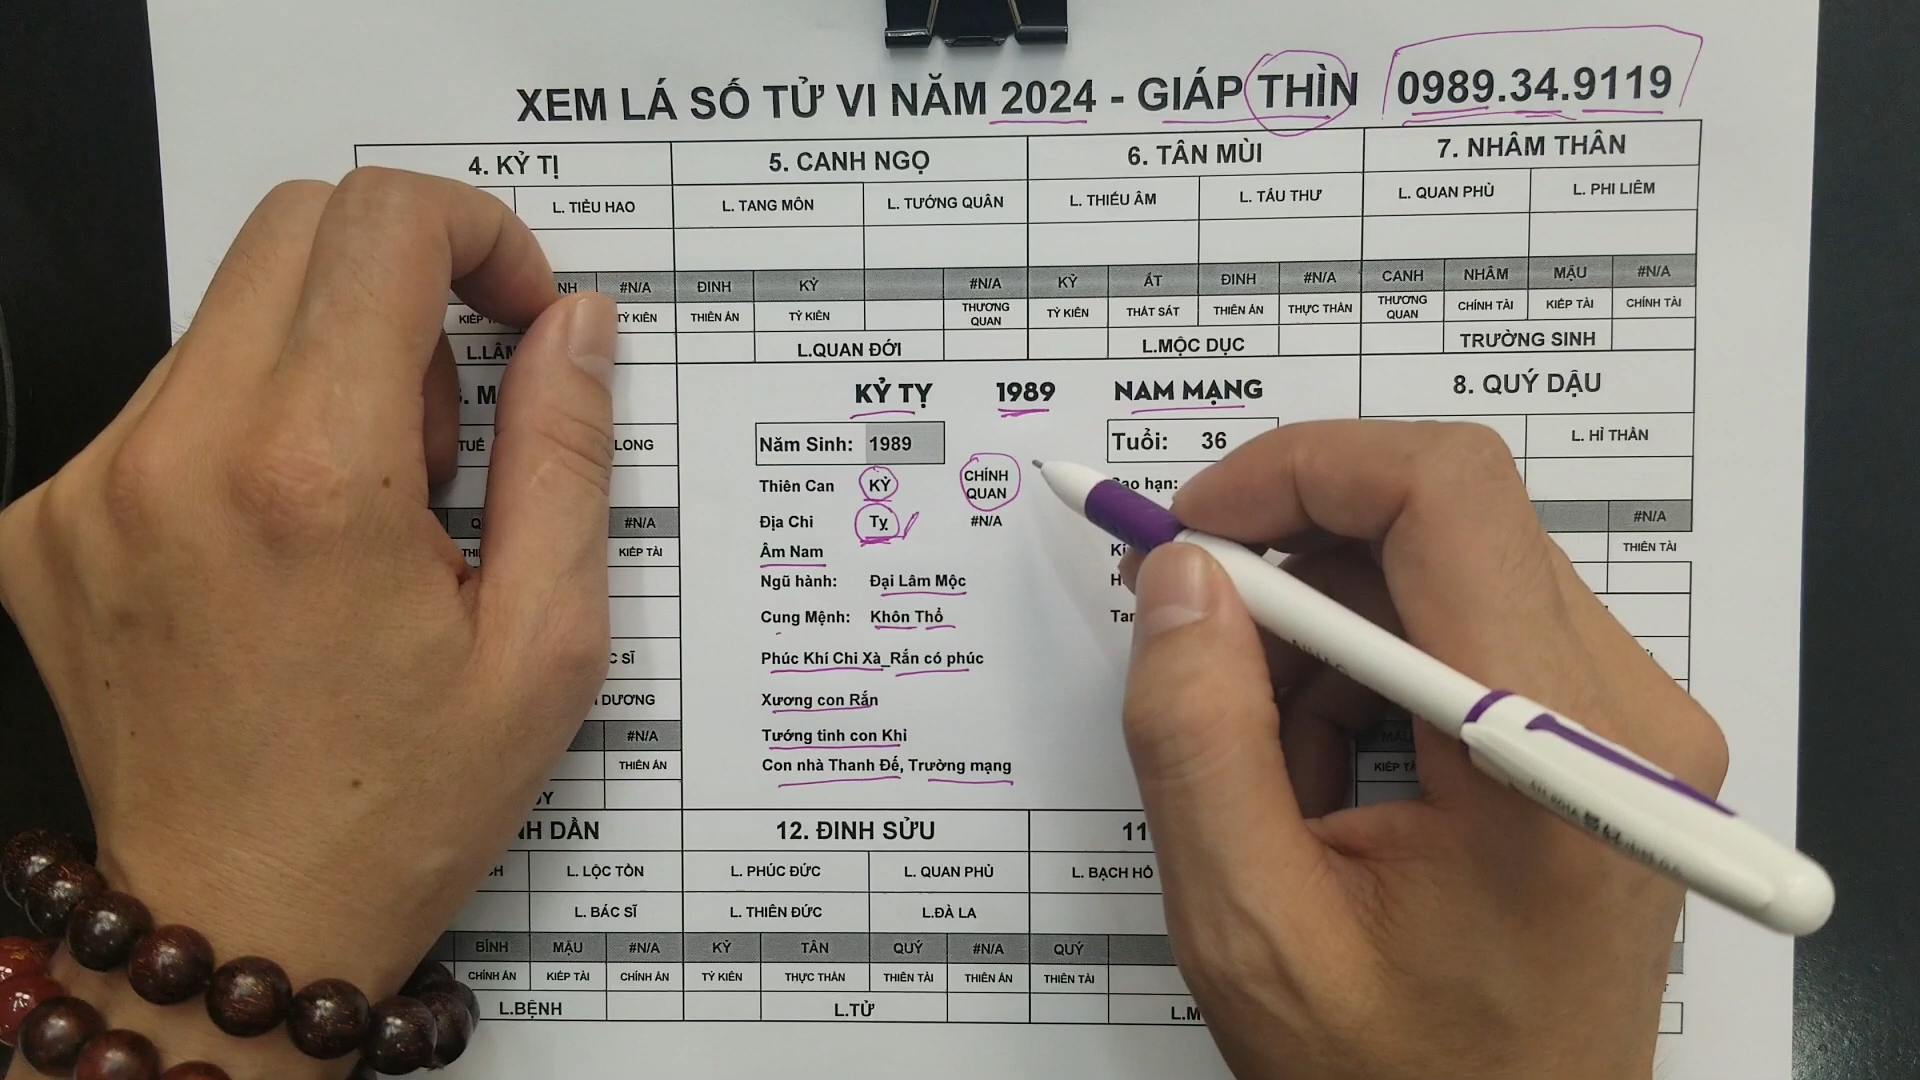 XEM LÁ SỐ TỬ VI NĂM 2024 - GIÁP THÌN 0989.34.9119
4. KỶ TỊ 5. CANH NGỌ 6. TÂN MÙI 7. NHÂM THÂN
L. TIỂU HAO L. TANG MÔN L. TƯỚNG QUÂN L. THIẾU ÂM L. TẤU THƯ L. QUAN PHÙ L. PHI LIÊM
#N/A ĐINH KỶ #N/A KỶ ẤT ĐINH #N/A CANH NHÂM MẬU #N/A
TỶ KIÊN THIÊN ẤN TỶ KIÊN THƯƠNG QUAN TỶ KIÊN THẤT SÁT THIÊN ẤN THỰC THẦN THƯƠNG QUAN CHÍNH TÀI KIẾP TÀI CHÍNH TÀI
L.QUAN ĐỚI L.MỘC DỤC TRƯỜNG SINH
KỶ TỴ 1989 NAM MẠNG 8. QUÝ DẬU
TUẾ LONG Năm Sinh: 1989 Tuổi: 36 L. HỈ THẦN
Thiên Can KỶ CHÍNH QUAN Sao hạn:
#N/A Địa Chi Tỵ #N/A #N/A
KIẾP TÀI Âm Nam THIÊN TÀI
Ngũ hành: Đại Lâm Mộc
Cung Mệnh: Khôn Thổ
Phúc Khí Chi Xà_Rắn có phúc
DƯƠNG Xương con Rắn
#N/A Tướng tinh con Khỉ
THIÊN ẤN Con nhà Thanh Đế, Trường mạng
DẦN 12. ĐINH SỬU 11
L. LỘC TỒN L. PHÚC ĐỨC L. QUAN PHỦ L. BẠCH HỔ
L. BÁC SĨ L. THIÊN ĐỨC L.ĐÀ LA
BÍNH MẬU #N/A KỶ TÂN QUÝ #N/A QUÝ
CHÍNH ẤN KIẾP TÀI CHÍNH ẤN TỶ KIÊN THỰC THẦN THIÊN TÀI THIÊN ẤN THIÊN TÀI
L.BỆNH L.TỬ